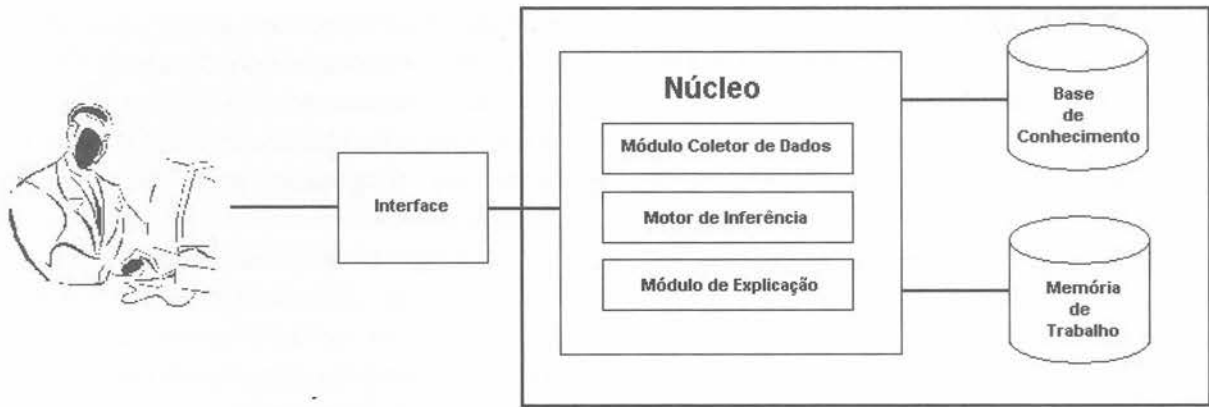 Núcleo
Módulo Coletor de Dados
Motor de Inferência
Módulo de Explicação
Interface
Base
de
Conhecimento
Memória
de
Trabalho